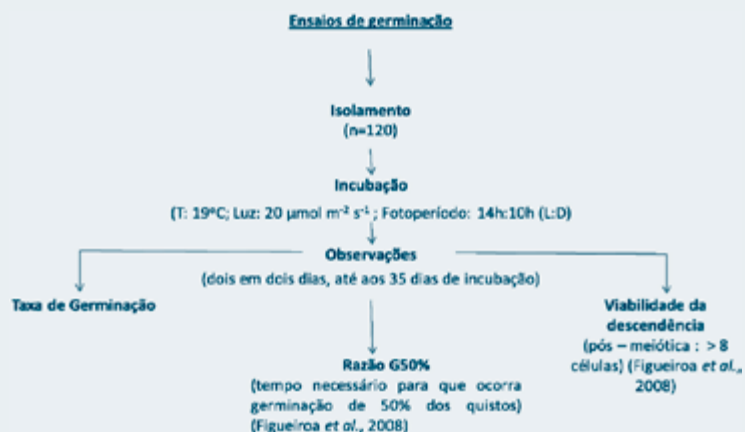 Ensaios de germinação
Isolamento
(n=120)
Incubação
(T: 19ºC; Luz: 20 µmol m⁻² s⁻¹ ; Fotoperíodo: 14h:10h (L:D)
Observações
(dois em dois dias, até aos 35 dias de incubação)
Taxa de Germinação
Razão G50%
(tempo necessário para que ocorra
germinação de 50% dos quistos)
(Figueiroa et al., 2008)
Viabilidade da
descendência
(pós – meiótica : > 8
células) (Figueiroa et al.,
2008)